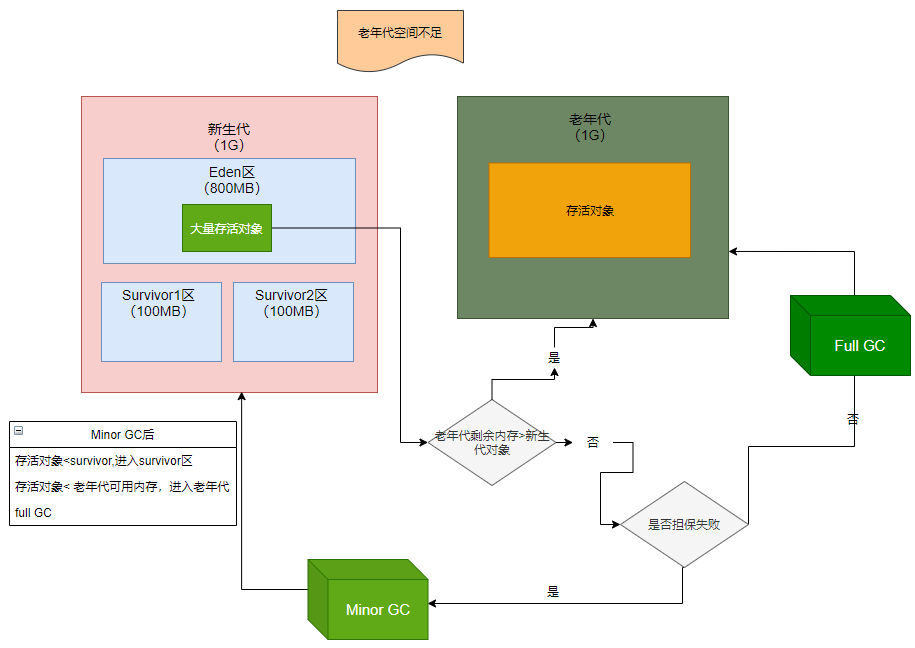 老年代空间不足
新生代
（1G）
Eden区
（800MB）
大量存活对象
Survivor1区
（100MB）
Survivor2区
（100MB）
老年代
（1G）
存活对象
Full GC
是
否
老年代剩余内存>新生
代对象
否
Minor GC后
存活对象<survivor,进入survivor区
存活对象< 老年代可用内存，进入老年代
full GC
是否担保失败
是
Minor GC